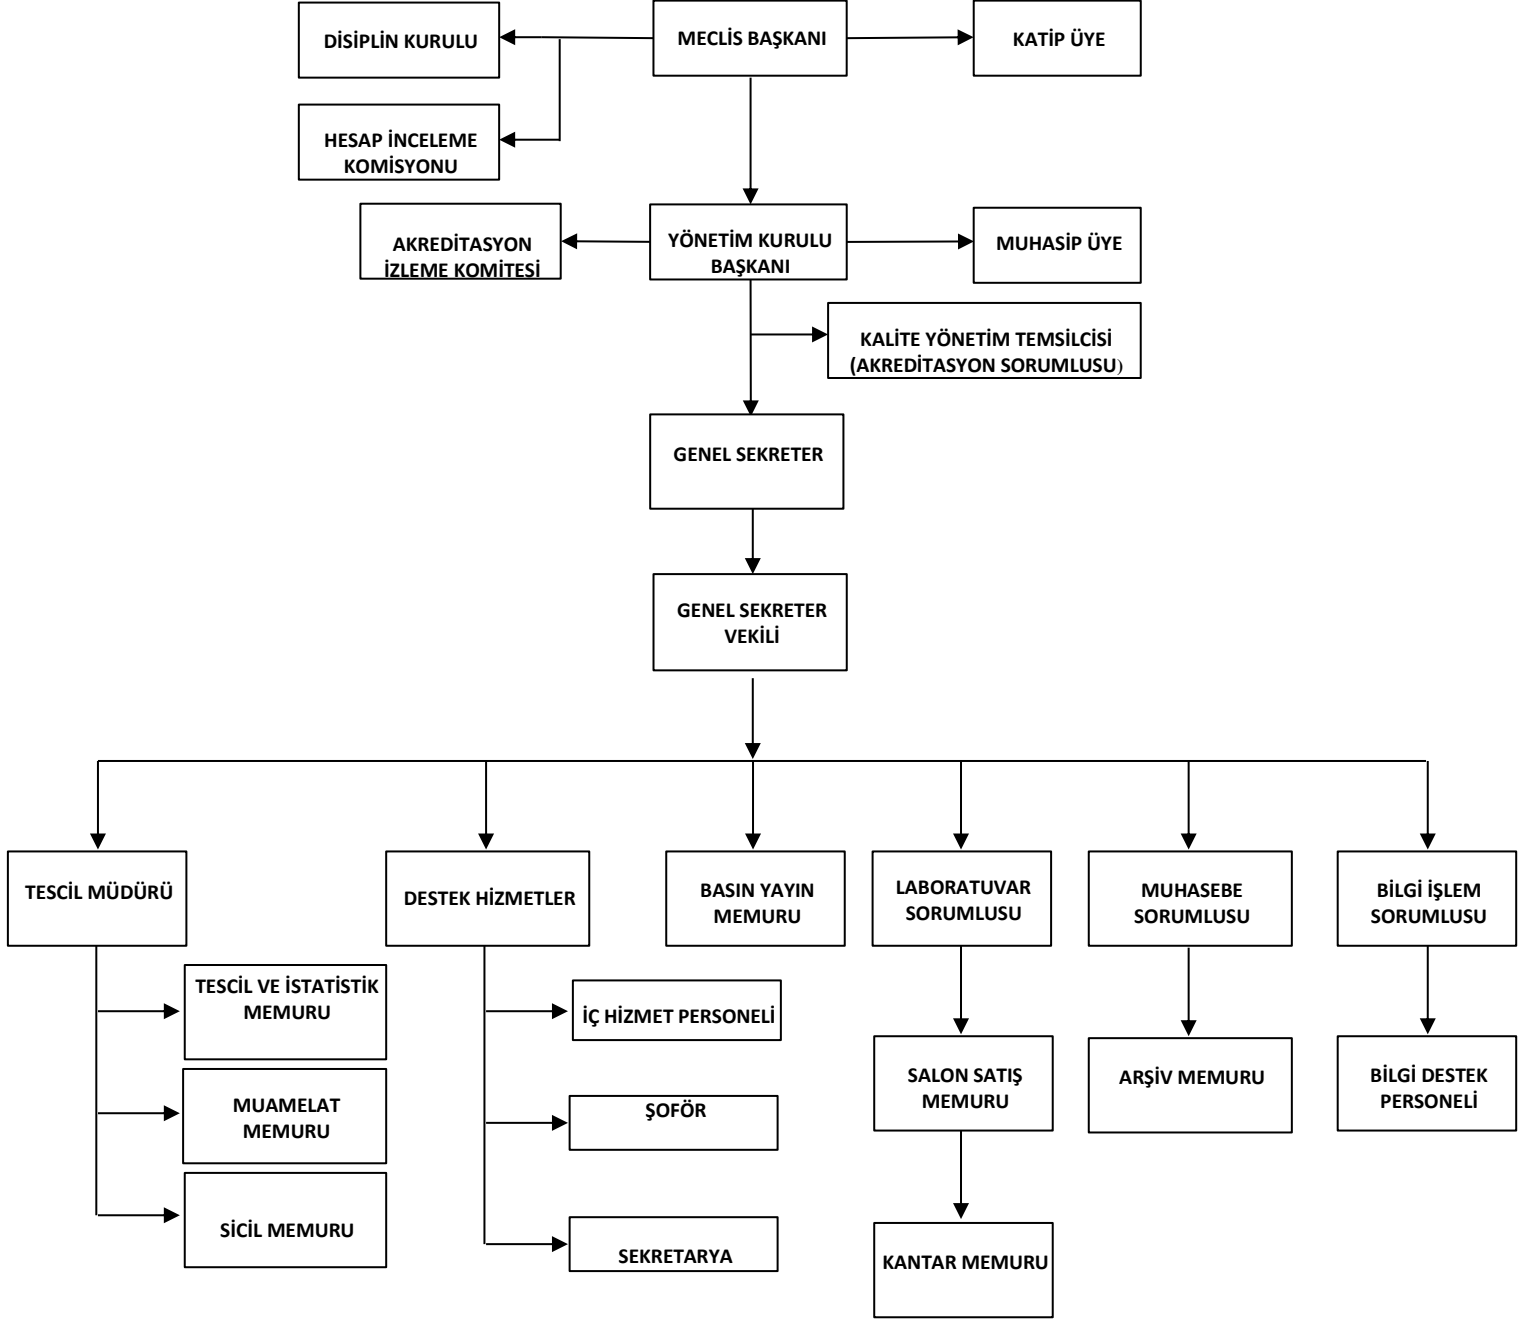 DİSİPLİN KURULU
MECLİS BAŞKANI
KATİP ÜYE
HESAP İNCELEME
KOMİSYONU
AKREDİTASYON
İZLEME KOMİTESİ
YÖNETİM KURULU
BAŞKANI
MUHASİP ÜYE
KALİTE YÖNETİM TEMSİLCİSİ
(AKREDİTASYON SORUMLUSU)
GENEL SEKRETER
GENEL SEKRETER
VEKİLİ
TESCİL MÜDÜRÜ
DESTEK HİZMETLER
BASIN YAYIN
MEMURU
LABORATUVAR
SORUMLUSU
MUHASEBE
SORUMLUSU
BİLGİ İŞLEM
SORUMLUSU
TESCİL VE İSTATİSTİK
MEMURU
İÇ HİZMET PERSONELİ
SALON SATIŞ
MEMURU
ARŞİV MEMURU
BİLGİ DESTEK
PERSONELİ
MUAMELAT
MEMURU
ŞOFÖR
SİCİL MEMURU
SEKRETARYA
KANTAR MEMURU